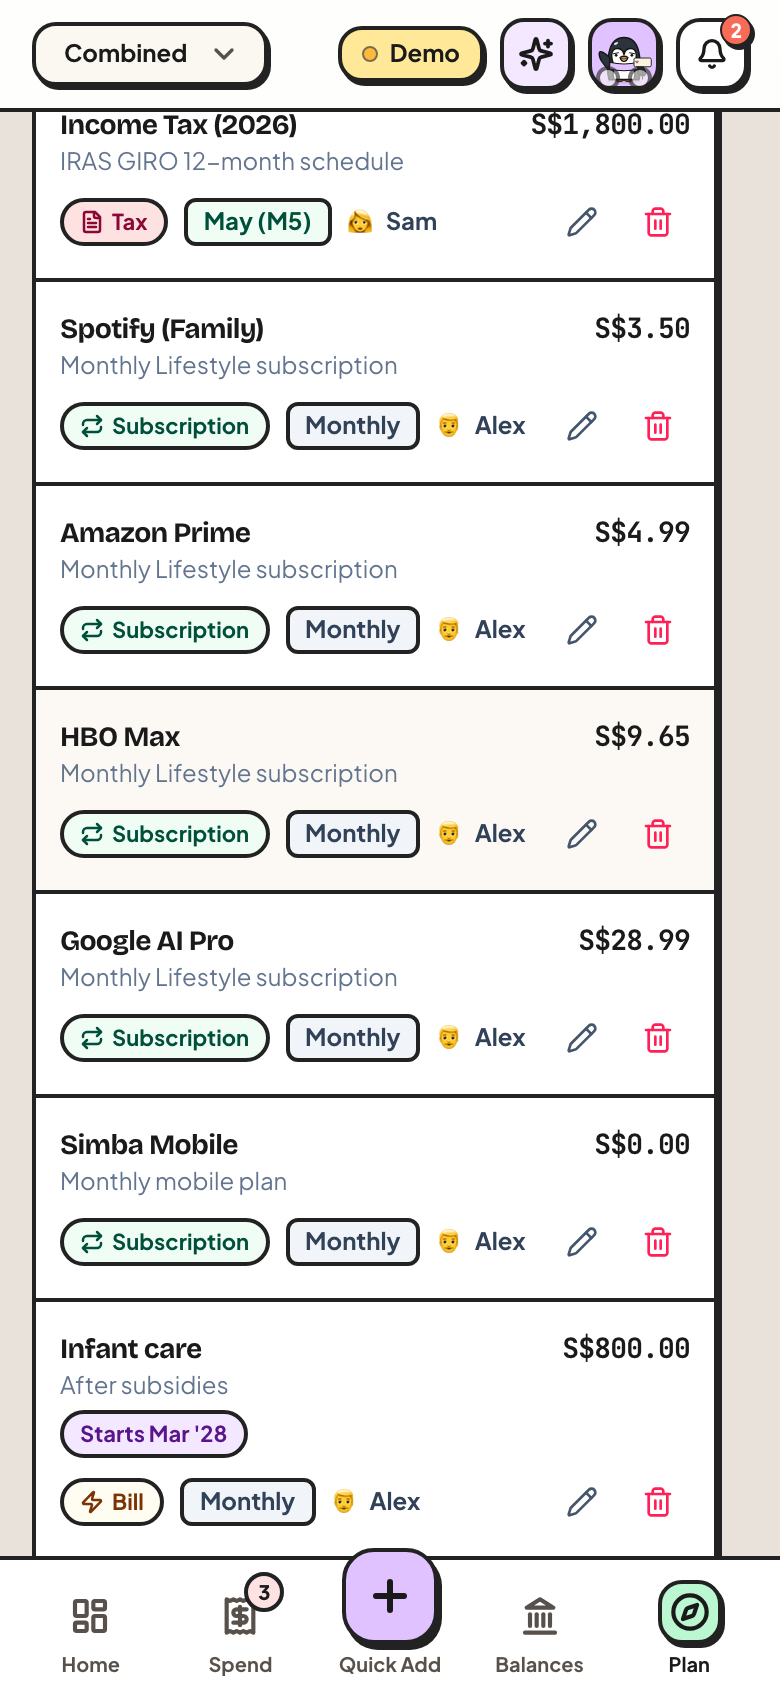 Combined
Demo
2
Income Tax (2026) S$1,800.00
IRAS GIRO 12-month schedule
Tax May (M5) Sam
Spotify (Family) S$3.50
Monthly Lifestyle subscription
Subscription Monthly Alex
Amazon Prime S$4.99
Monthly Lifestyle subscription
Subscription Monthly Alex
HBO Max S$9.65
Monthly Lifestyle subscription
Subscription Monthly Alex
Google AI Pro S$28.99
Monthly Lifestyle subscription
Subscription Monthly Alex
Simba Mobile S$0.00
Monthly mobile plan
Subscription Monthly Alex
Infant care S$800.00
After subsidies
Starts Mar '28
Bill Monthly Alex
3
Home Spend Quick Add Balances Plan